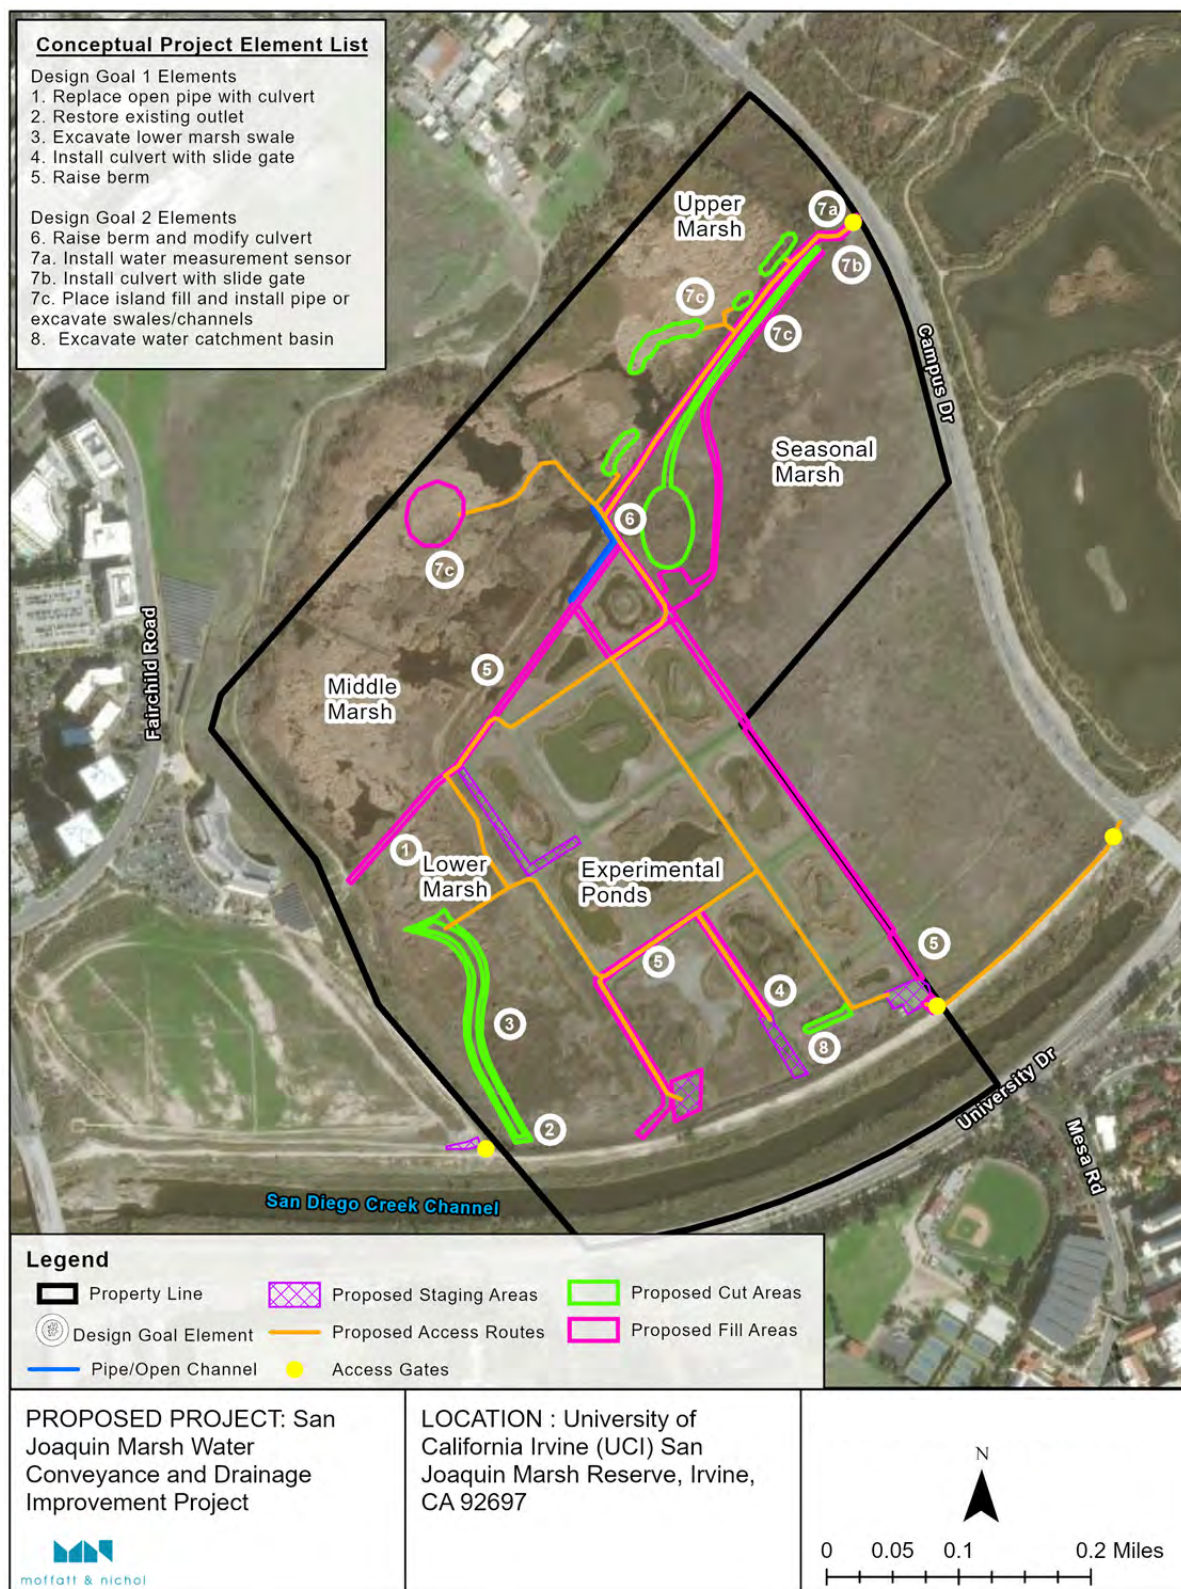 Conceptual Project Element List
Design Goal 1 Elements
1. Replace open pipe with culvert
2. Restore existing outlet
3. Excavate lower marsh swale
4. Install culvert with slide gate
5. Raise berm
Design Goal 2 Elements
6. Raise berm and modify culvert
7a. Install water measurement sensor
7b. Install culvert with slide gate
7c. Place island fill and install pipe or
excavate swales/channels
8. Excavate water catchment basin
Upper
Marsh
7a
7b
7c
7c
Campus Dr
Seasonal
Marsh
6
7c
5
Middle
Marsh
Fairchild Road
1
Lower
Marsh
Experimental
Ponds
5
5
4
3
8
2
University Dr
Mesa Rd
San Diego Creek Channel
Legend
Property Line
Proposed Staging Areas
Proposed Cut Areas
Design Goal Element
Proposed Access Routes
Proposed Fill Areas
Pipe/Open Channel
Access Gates
PROPOSED PROJECT: San
Joaquin Marsh Water
Conveyance and Drainage
Improvement Project
moffatt & nichol
LOCATION : University of
California Irvine (UCI) San
Joaquin Marsh Reserve, Irvine,
CA 92697
N
0 0.05 0.1 0.2 Miles